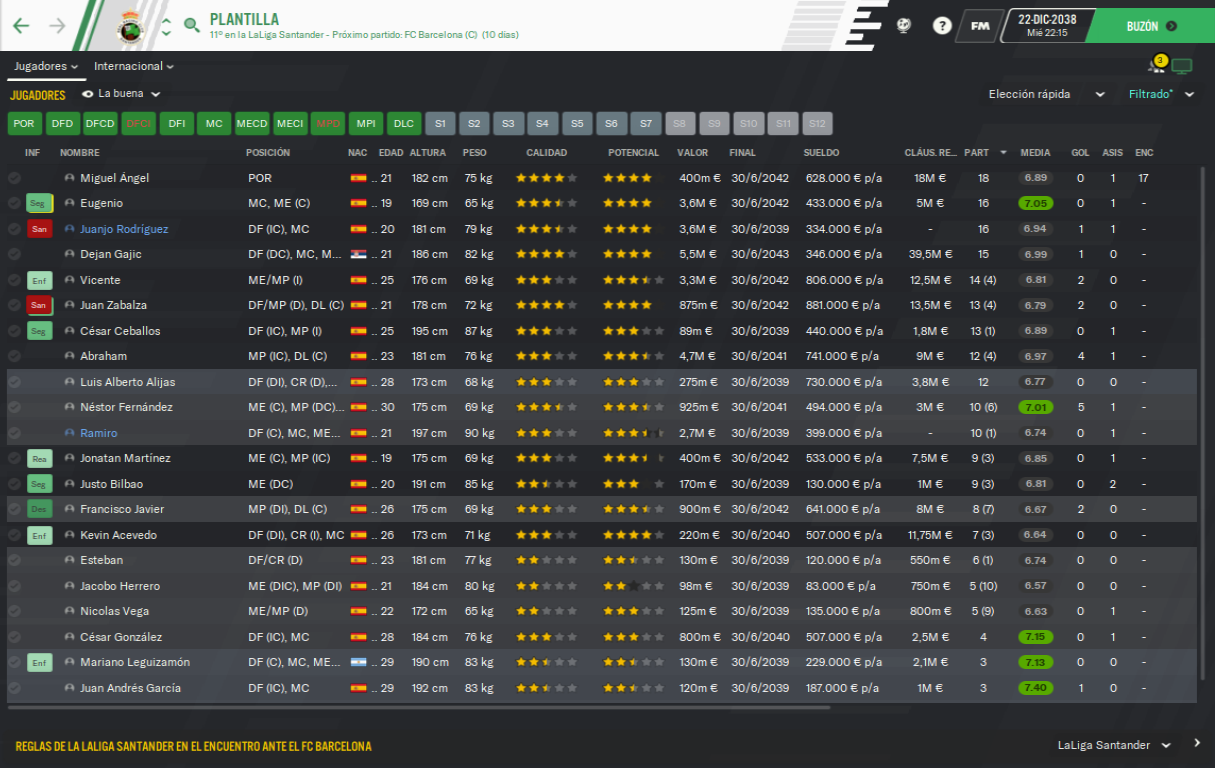 PLANTILLA
11º en la LaLiga Santander - Próximo partido: FC Barcelona (C) (10 días)
? FM 22-DIC-2038 Mié 22:15 BUZÓN
Jugadores Internacional 3
JUGADORES La buena Elección rápida Filtrado*
POR DFD DFCD DFCI DFI MC MECD MECI MPD MPI DLC S1 S2 S3 S4 S5 S6 S7 S8 S9 S10 S11 S12
INF NOMBRE POSICIÓN NAC EDAD ALTURA PESO CALIDAD POTENCIAL VALOR FINAL SUELDO CLÁUS. RE... PART MEDIA GOL ASIS ENC
Miguel Ángel POR .. 21 182 cm 75 kg 400m € 30/6/2042 628.000 € p/a 18M € 18 6.89 0 1 17
Seg Eugenio MC, ME (C) .. 19 169 cm 65 kg 3,6M € 30/6/2042 433.000 € p/a 5M € 16 7.05 0 1 -
San Juanjo Rodríguez DF (IC), MC .. 20 181 cm 79 kg 3,6M € 30/6/2039 334.000 € p/a - 16 6.94 1 1 -
Dejan Gajic DF (DC), MC, M... .. 21 186 cm 82 kg 5,5M € 30/6/2043 346.000 € p/a 39,5M € 15 6.99 1 0 -
Enf Vicente ME/MP (I) .. 25 176 cm 69 kg 3,3M € 30/6/2042 806.000 € p/a 12,5M € 14 (4) 6.81 2 0 -
San Juan Zabalza DF/MP (D), DL (C) .. 21 178 cm 72 kg 875m € 30/6/2042 881.000 € p/a 13,5M € 13 (4) 6.79 2 0 -
Seg César Ceballos DF (IC), MP (I) .. 25 195 cm 87 kg 89m € 30/6/2039 440.000 € p/a 1,8M € 13 (1) 6.89 0 1 -
Abraham MP (IC), DL (C) .. 23 181 cm 76 kg 4,7M € 30/6/2041 741.000 € p/a 9M € 12 (4) 6.97 4 1 -
Luis Alberto Alijas DF (DI), CR (D),... .. 28 173 cm 68 kg 275m € 30/6/2039 730.000 € p/a 3,8M € 12 6.77 0 0 -
Néstor Fernández ME (C), MP (DC)... .. 30 175 cm 69 kg 925m € 30/6/2041 494.000 € p/a 3M € 10 (6) 7.01 5 1 -
Ramiro DF (C), MC, ME... .. 21 197 cm 90 kg 2,7M € 30/6/2039 399.000 € p/a - 10 (1) 6.74 0 1 -
Rea Jonatan Martínez ME (C), MP (IC) .. 19 175 cm 69 kg 400m € 30/6/2042 533.000 € p/a 7,5M € 9 (3) 6.85 0 1 -
Seg Justo Bilbao ME (DC) .. 20 191 cm 85 kg 170m € 30/6/2039 130.000 € p/a 1M € 9 (3) 6.81 0 2 -
Des Francisco Javier MP (DI), DL (C) .. 26 175 cm 69 kg 900m € 30/6/2042 641.000 € p/a 8M € 8 (7) 6.67 2 0 -
Enf Kevin Acevedo DF (DI), CR (I), MC .. 26 173 cm 71 kg 220m € 30/6/2040 507.000 € p/a 11,75M € 7 (3) 6.64 0 0 -
Esteban DF/CR (D) .. 23 181 cm 77 kg 130m € 30/6/2039 120.000 € p/a 550m € 6 (1) 6.74 0 0 -
Jacobo Herrero ME (DIC), MP (DI) .. 21 184 cm 80 kg 98m € 30/6/2039 83.000 € p/a 750m € 5 (10) 6.57 0 0 -
Nicolas Vega ME/MP (D) .. 22 172 cm 65 kg 125m € 30/6/2039 135.000 € p/a 800m € 5 (9) 6.63 0 0 -
César González DF (IC), MC .. 28 184 cm 76 kg 800m € 30/6/2040 507.000 € p/a 2,5M € 4 7.15 0 1 -
Enf Mariano Leguizamón DF (C), MC, ME... .. 29 190 cm 83 kg 130m € 30/6/2039 229.000 € p/a 2,1M € 3 7.13 0 0 -
Juan Andrés García DF (IC), MC .. 29 192 cm 83 kg 120m € 30/6/2039 187.000 € p/a 1M € 3 7.40 1 0 -
REGLAS DE LA LALIGA SANTANDER EN EL ENCUENTRO ANTE EL FC BARCELONA LaLiga Santander